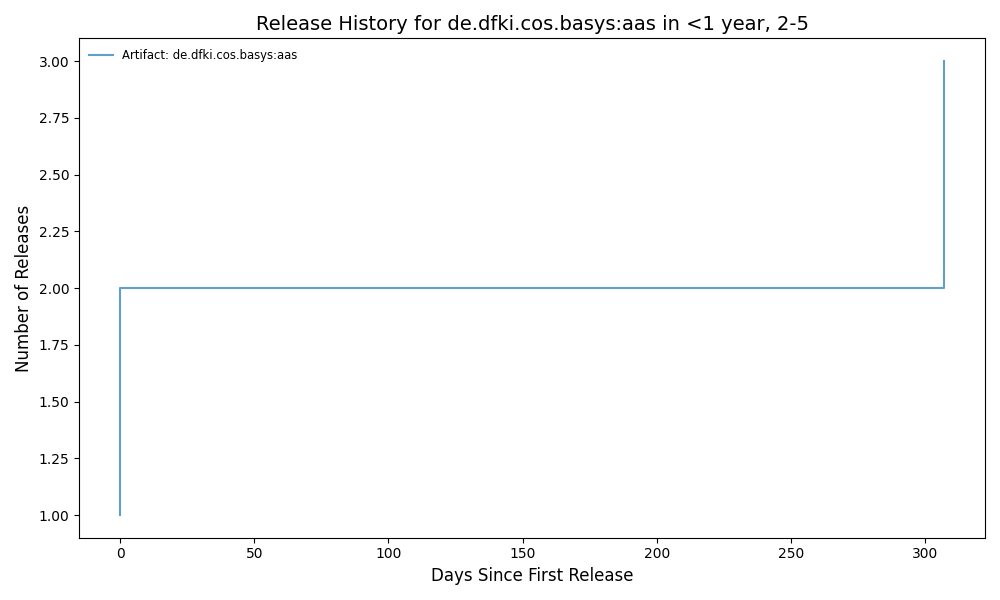 Release History for de.dfki.cos.basys:aas in <1 year, 2-5
Artifact: de.dfki.cos.basys:aas
Number of Releases
3.00
2.75
2.50
2.25
2.00
1.75
1.50
1.25
1.00
0 50 100 150 200 250 300
Days Since First Release